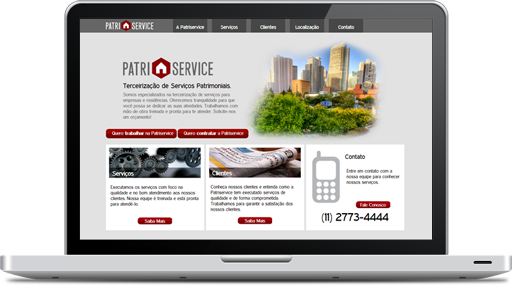 PATRI SERVICE
A Patriservice Serviços Clientes Localização Contato
PATRI SERVICE
Terceirização de Serviços Patrimoniais.
Somos especializados na terceirização de serviços para
empresas e residências. Oferecemos tranquilidade para que
você possa se dedicar as suas atividades. Trabalhamos com
mão-de-obra treinada e pronta para te atender. Solicite-nos
um orçamento!
Quero trabalhar na Patriservice
Quero contratar a Patriservice
Serviços
Executamos os serviços com foco na
qualidade e no bom atendimento aos nossos
clientes. Nossa equipe é treinada e está pronta
para atendê-lo.
Saiba Mais
Clientes
Conheça nossos clientes e entenda como a
Patriservice tem executado serviços de
qualidade e de forma comprometida.
Trabalhamos para garantir a satisfação dos
nossos clientes.
Saiba Mais
Contato
Entre em contato com a
nossa equipe para conhecer
nossos serviços.
Fale Conosco
(11) 2773-4444